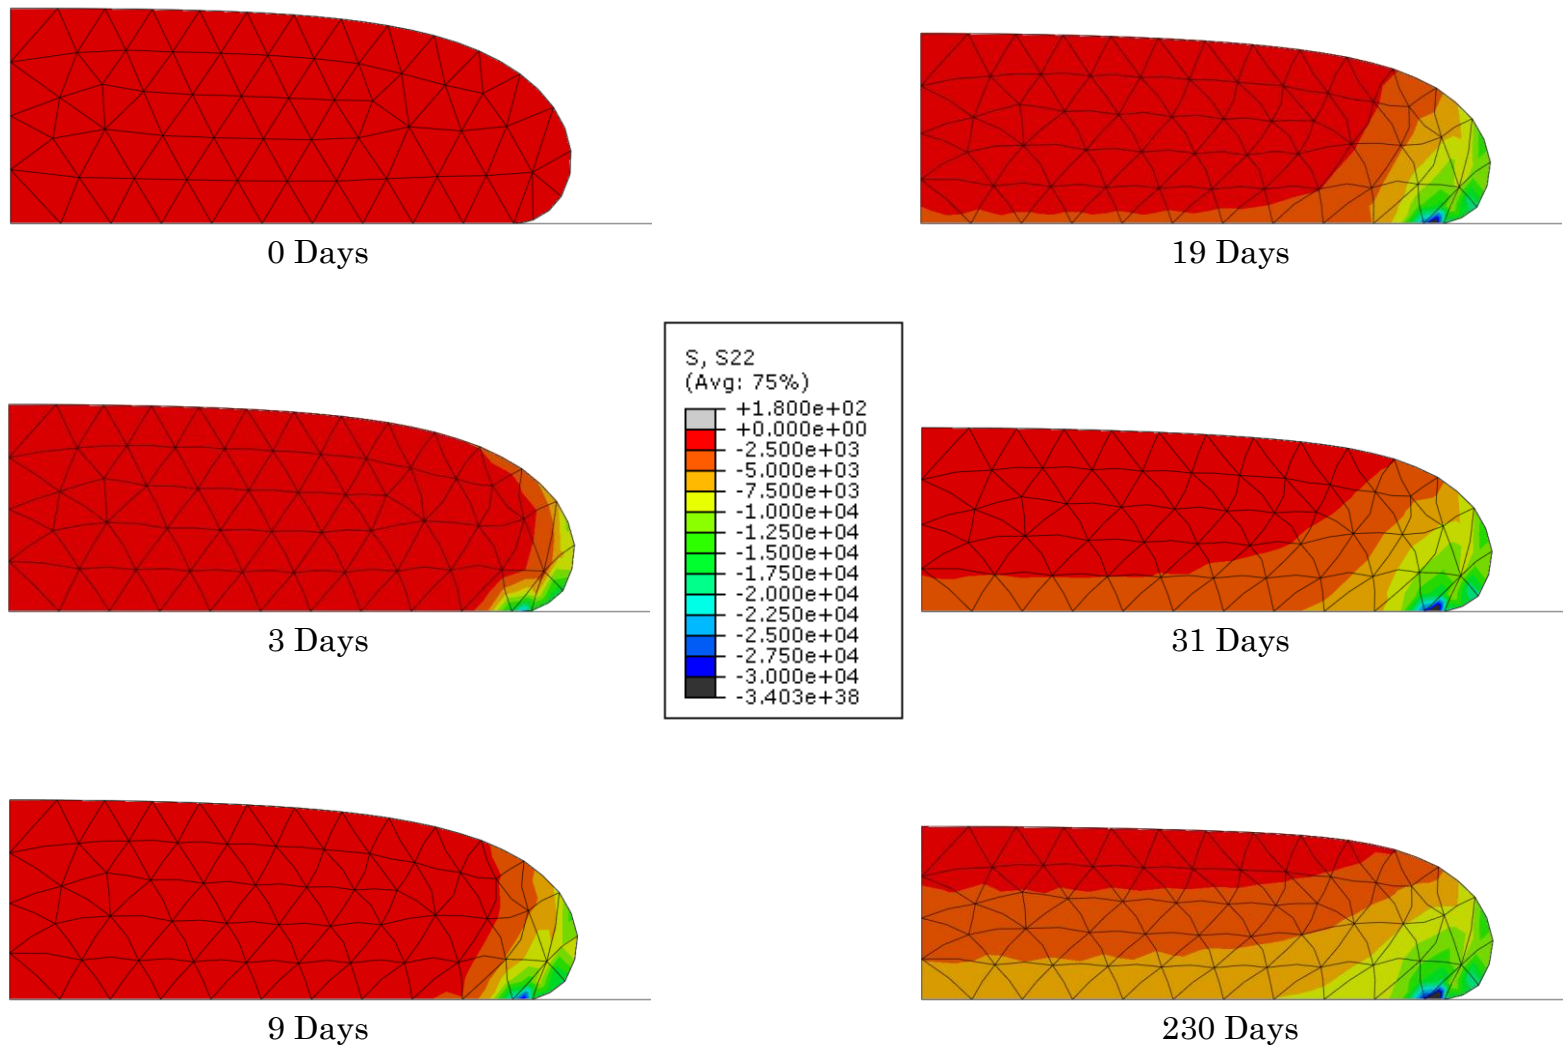 0 Days
19 Days
S, S22
(Avg: 75%)
+1.800e+02
+0.000e+00
-2.500e+03
-5.000e+03
-7.500e+03
-1.000e+04
-1.250e+04
-1.500e+04
-1.750e+04
-2.000e+04
-2.250e+04
-2.500e+04
-2.750e+04
-3.000e+04
-3.403e+38
3 Days
31 Days
9 Days
230 Days